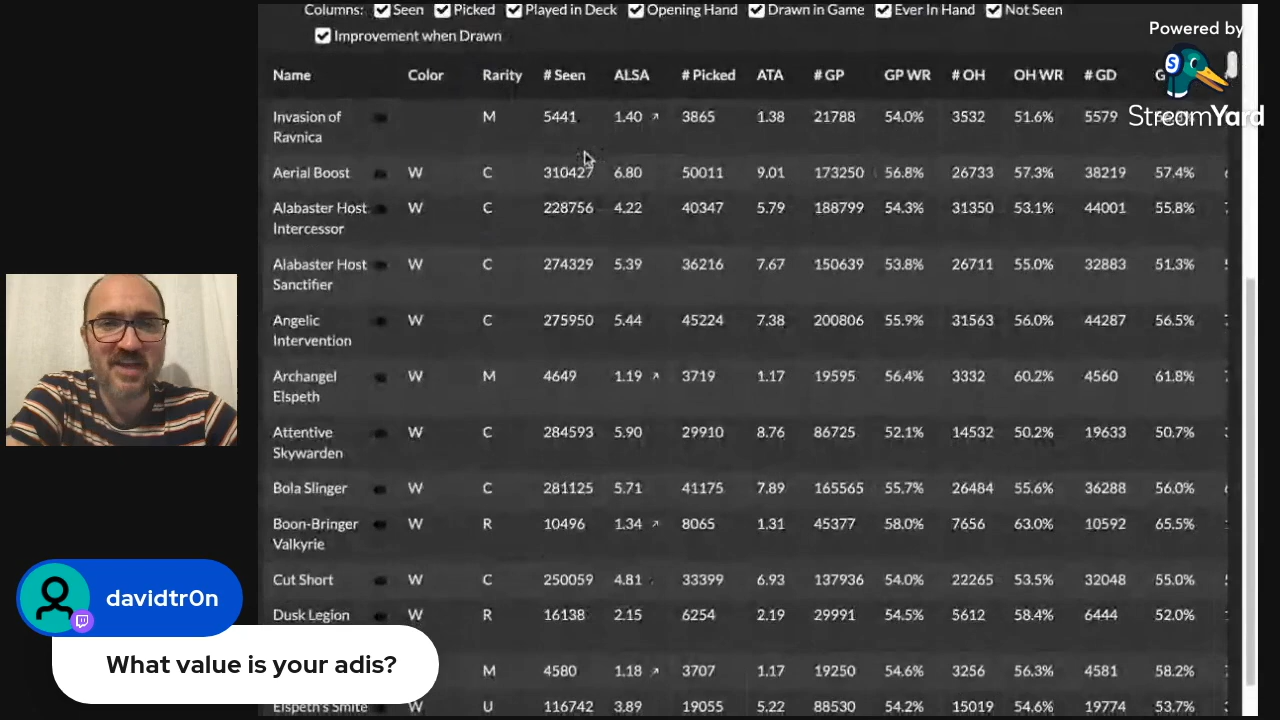 Columns: Seen Picked Played in Deck Opening Hand Drawn in Game Ever In Hand Not Seen
Improvement when Drawn
Powered by
StreamYard
Name Color Rarity # Seen ALSA # Picked ATA # GP GP WR # OH OH WR # GD
Invasion of Ravnica M 5441 1.40 3865 1.38 21788 54.0% 3532 51.6% 5579
Aerial Boost W C 310427 6.80 50011 9.01 173250 56.8% 26733 57.3% 38219 57.4%
Alabaster Host Intercessor W C 228756 4.22 40347 5.79 188799 54.3% 31350 53.1% 44001 55.8%
Alabaster Host Sanctifier W C 274329 5.39 36216 7.67 150639 53.8% 26711 55.0% 32883 51.3%
Angelic Intervention W C 275950 5.44 45224 7.38 200806 55.9% 31563 56.0% 44287 56.5%
Archangel Elspeth W M 4649 1.19 3719 1.17 19595 56.4% 3332 60.2% 4560 61.8%
Attentive Skywarden W C 284593 5.90 29910 8.76 86725 52.1% 14532 50.2% 19633 50.7%
Bola Slinger W C 281125 5.71 41175 7.89 165565 55.7% 26484 55.6% 36288 56.0%
Boon-Bringer Valkyrie W R 10496 1.34 8065 1.31 45377 58.0% 7656 63.0% 10592 65.5%
Cut Short W C 250059 4.81 33399 6.93 137936 54.0% 22265 53.5% 32048 55.0%
Dusk Legion W R 16138 2.15 6254 2.19 29991 54.5% 5612 58.4% 6444 52.0%
M 4580 1.18 3707 1.17 19250 54.6% 3256 56.3% 4581 58.2%
Elspeth's Smite W U 116742 3.89 19055 5.22 88530 54.2% 15019 54.6% 19774 53.7%
davidtr0n
What value is your adis?